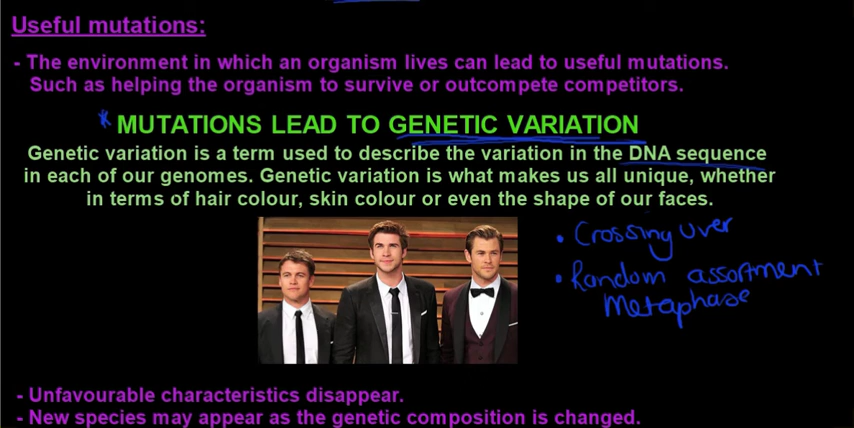 Useful mutations:
- The environment in which an organism lives can lead to useful mutations.
Such as helping the organism to survive or outcompete competitors.
* MUTATIONS LEAD TO GENETIC VARIATION
Genetic variation is a term used to describe the variation in the DNA sequence
in each of our genomes. Genetic variation is what makes us all unique, whether
in terms of hair colour, skin colour or even the shape of our faces.
• Crossing over
• Random assortment
Metaphase
- Unfavourable characteristics disappear.
- New species may appear as the genetic composition is changed.